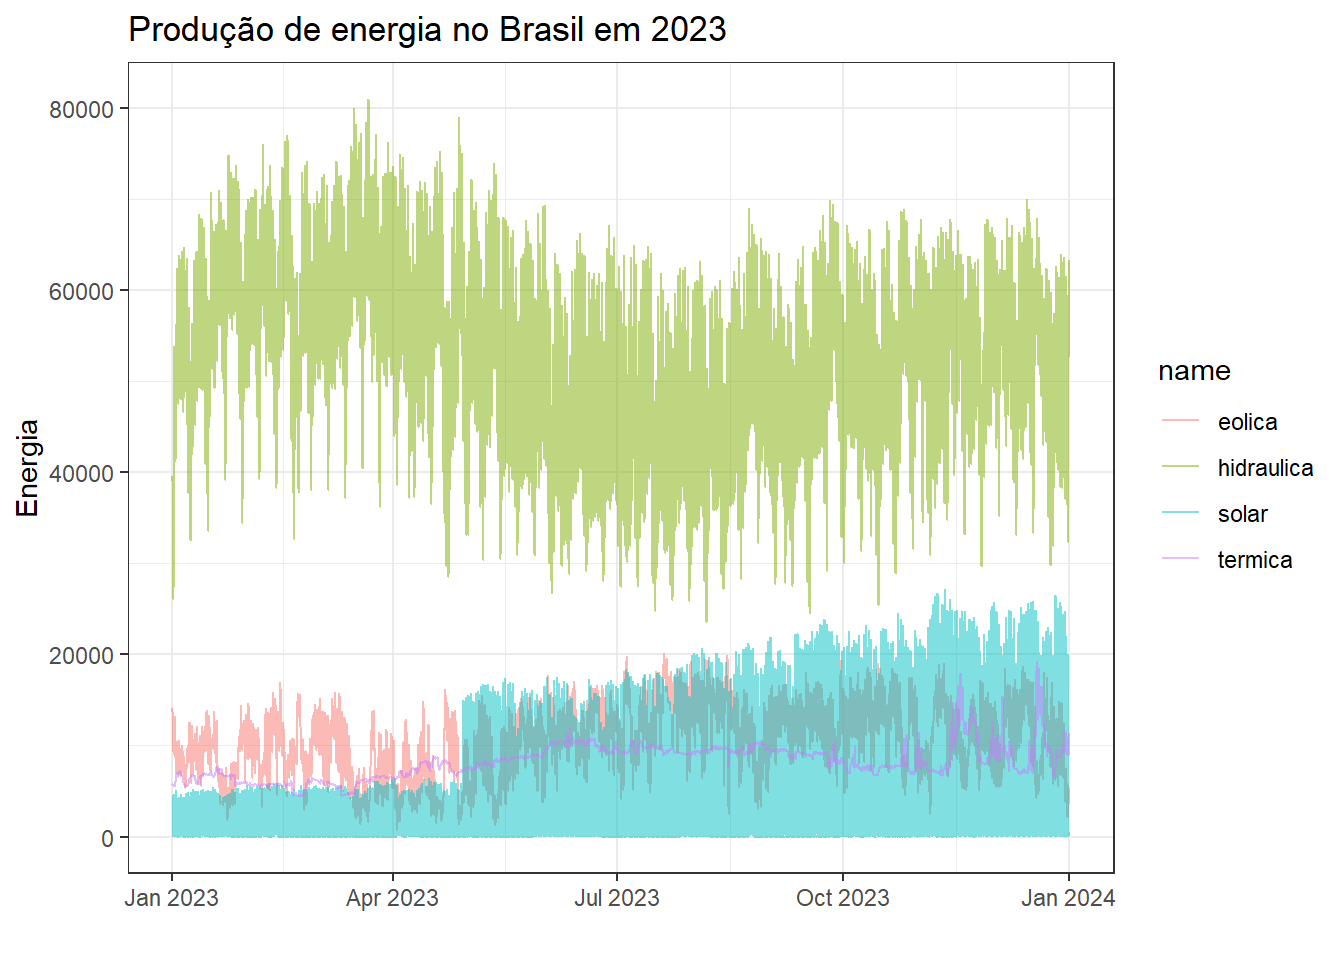 Produção de energia no Brasil em 2023
Energia
80000
60000
40000
20000
0
Jan 2023
Apr 2023
Jul 2023
Oct 2023
Jan 2024
name
eolica
hidraulica
solar
termica